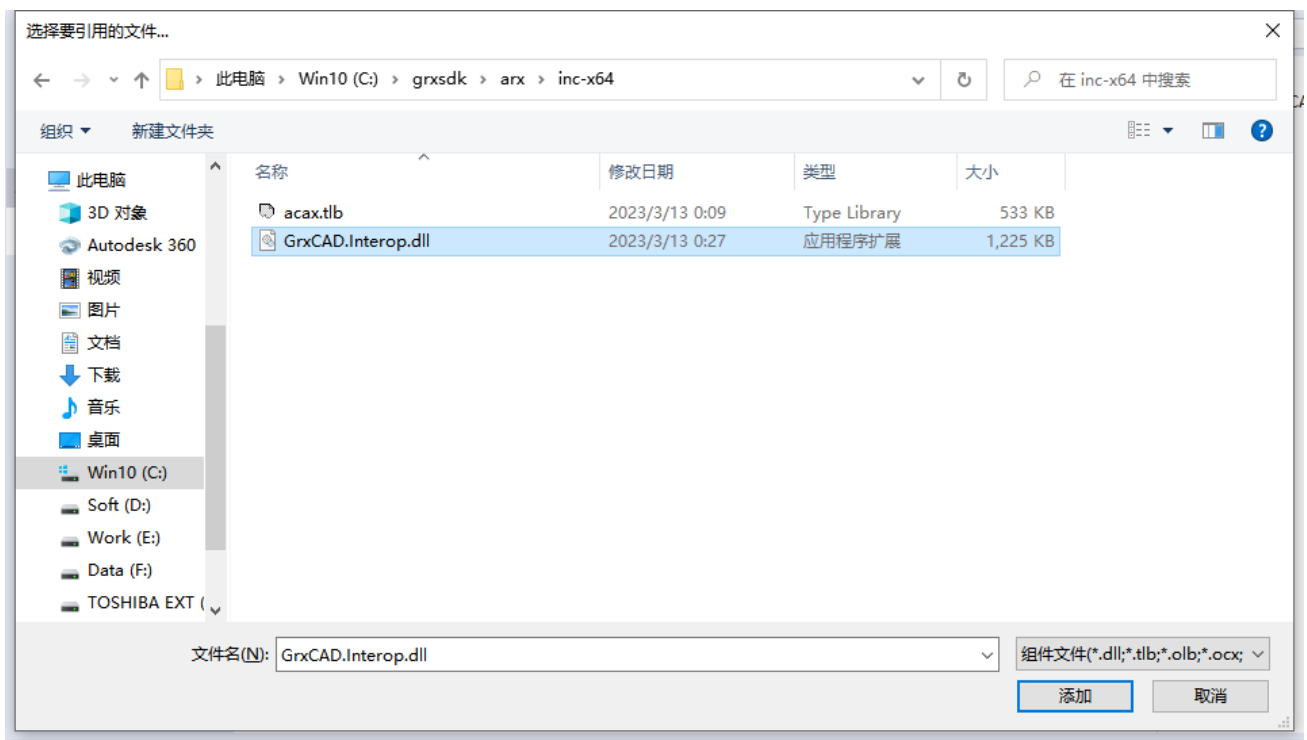 选择要引用的文件...
此电脑 › Win10 (C:) › grxsdk › arx › inc-x64
在 inc-x64 中搜索
组织 新建文件夹
名称 修改日期 类型 大小
此电脑
3D 对象
Autodesk 360
视频
图片
文档
下载
音乐
桌面
Win10 (C:)
Soft (D:)
Work (E:)
Data (F:)
TOSHIBA EXT (
acax.tlb 2023/3/13 0:09 Type Library 533 KB
GrxCAD.Interop.dll 2023/3/13 0:27 应用程序扩展 1,225 KB
文件名(N): GrxCAD.Interop.dll
组件文件(*.dll;*.tlb;*.olb;*.ocx;
添加 取消